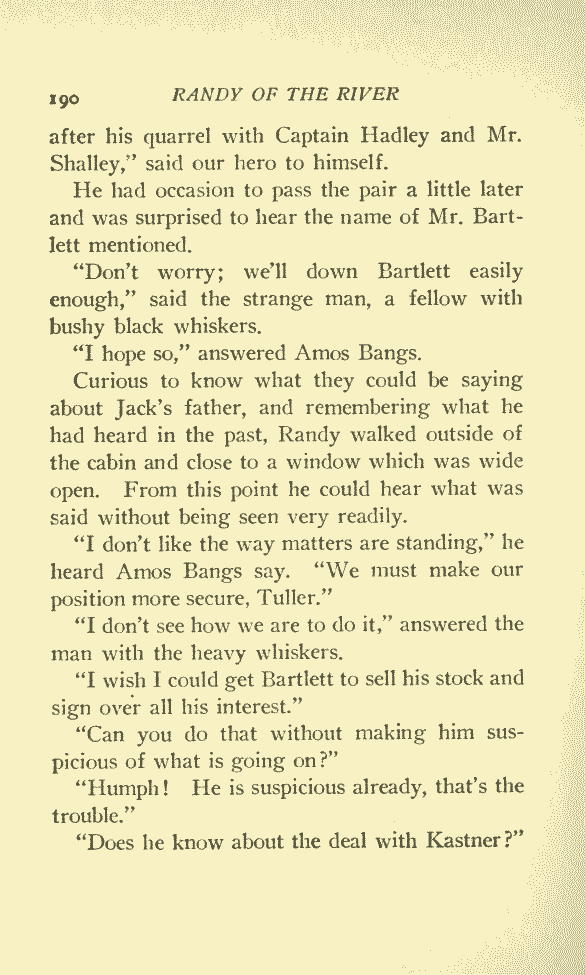 190 RANDY OF THE RIVER
after his quarrel with Captain Hadley and Mr.
Shalley,” said our hero to himself.
He had occasion to pass the pair a little later
and was surprised to hear the name of Mr. Bart-
lett mentioned.
“Don’t worry; we’ll down Bartlett easily
enough,” said the strange man, a fellow with
bushy black whiskers.
“I hope so,” answered Amos Bangs.
Curious to know what they could be saying
about Jack’s father, and remembering what he
had heard in the past, Randy walked outside of
the cabin and close to a window which was wide
open. From this point he could hear what was
said without being seen very readily.
“I don’t like the way matters are standing,” he
heard Amos Bangs say. “We must make our
position more secure, Tuller.”
“I don’t see how we are to do it,” answered the
man with the heavy whiskers.
“I wish I could get Bartlett to sell his stock and
sign over all his interest.”
“Can you do that without making him sus-
picious of what is going on?”
“Humph! He is suspicious already, that’s the
trouble.”
“Does he know about the deal with Kastner?”